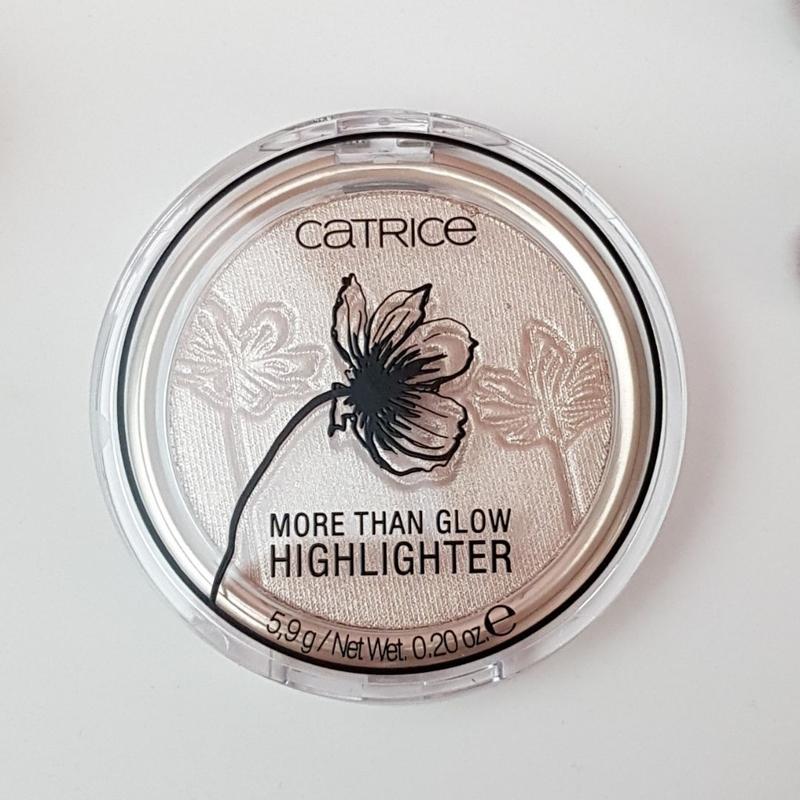 CATRICE
MORE THAN GLOW
HIGHLIGHTER
5,9 g / Net Wet. 0.20 oz. ℮